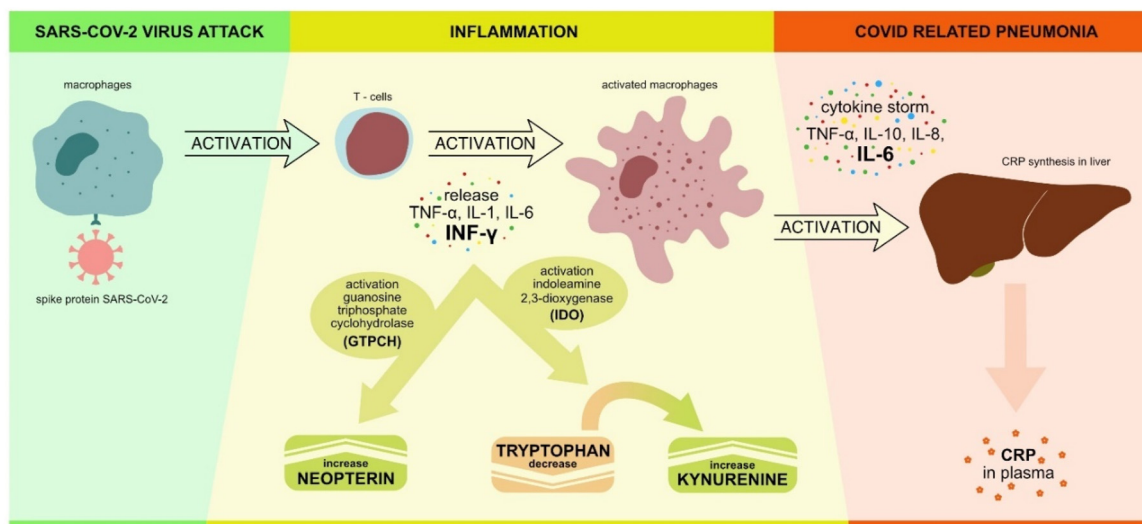 SARS-COV-2 VIRUS ATTACK
INFLAMMATION
COVID RELATED PNEUMONIA
macrophages
ACTIVATION
spike protein SARS-CoV-2
T - cells
ACTIVATION
activated macrophages
release
TNF-α, IL-1, IL-6
INF-γ
activation
guanosine
triphosphate
cyclohydrolase
(GTPCH)
activation
indoleamine
2,3-dioxygenase
(IDO)
increase
NEOPTERIN
TRYPTOPHAN
decrease
increase
KYNURENINE
cytokine storm
TNF-α, IL-10, IL-8,
IL-6
ACTIVATION
CRP synthesis in liver
CRP
in plasma